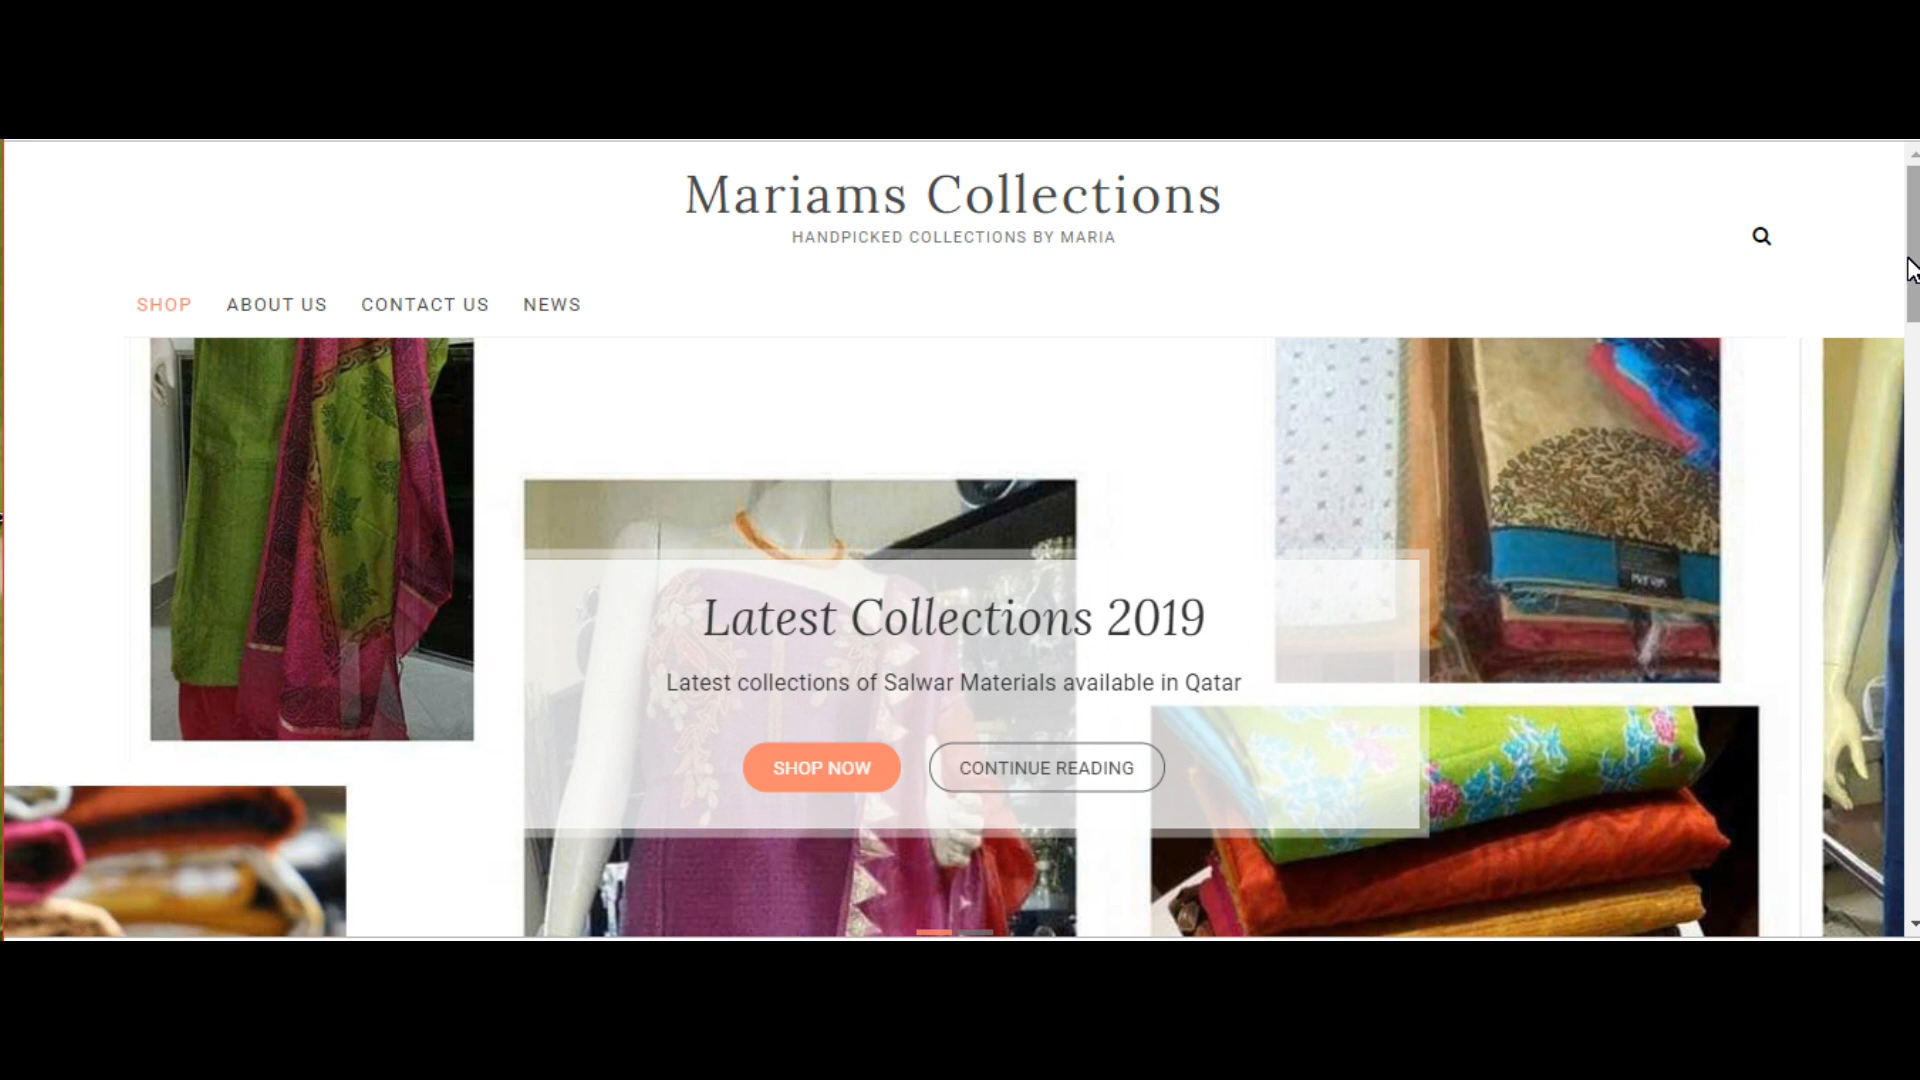 Mariams Collections
HANDPICKED COLLECTIONS BY MARIA
SHOP ABOUT US CONTACT US NEWS
Latest Collections 2019
Latest collections of Salwar Materials available in Qatar
SHOP NOW CONTINUE READING